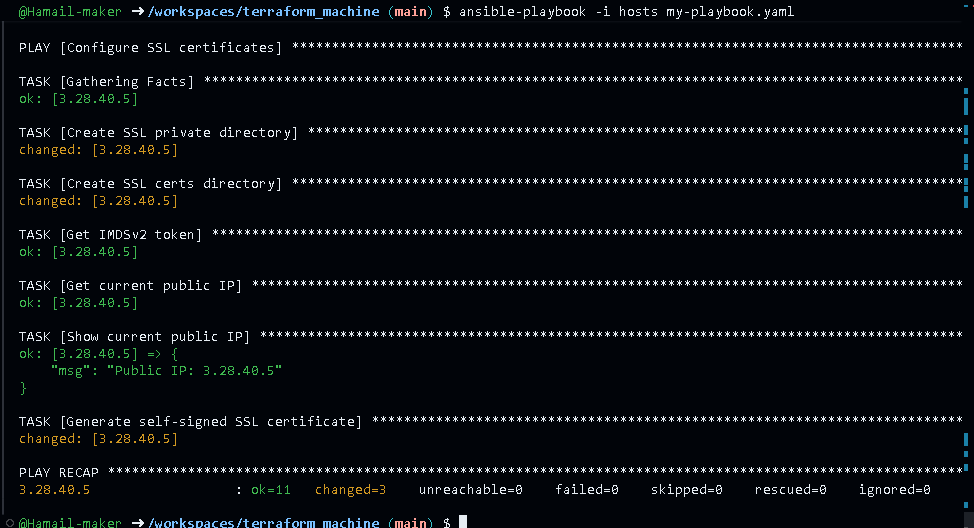 @Hamail-maker ➜ /workspaces/terraform_machine (main) $ ansible-playbook -i hosts my-playbook.yaml
PLAY [Configure SSL certificates] ***********************************************************************************
TASK [Gathering Facts] **********************************************************************************************
ok: [3.28.40.5]
TASK [Create SSL private directory] *********************************************************************************
changed: [3.28.40.5]
TASK [Create SSL certs directory] ***********************************************************************************
changed: [3.28.40.5]
TASK [Get IMDSv2 token] *********************************************************************************************
ok: [3.28.40.5]
TASK [Get current public IP] ****************************************************************************************
ok: [3.28.40.5]
TASK [Show current public IP] ***************************************************************************************
ok: [3.28.40.5] => {
    "msg": "Public IP: 3.28.40.5"
}
TASK [Generate self-signed SSL certificate] *************************************************************************
changed: [3.28.40.5]
PLAY RECAP **********************************************************************************************************
3.28.40.5                  : ok=11   changed=3    unreachable=0    failed=0    skipped=0    rescued=0    ignored=0
@Hamail-maker ➜ /workspaces/terraform_machine (main) $